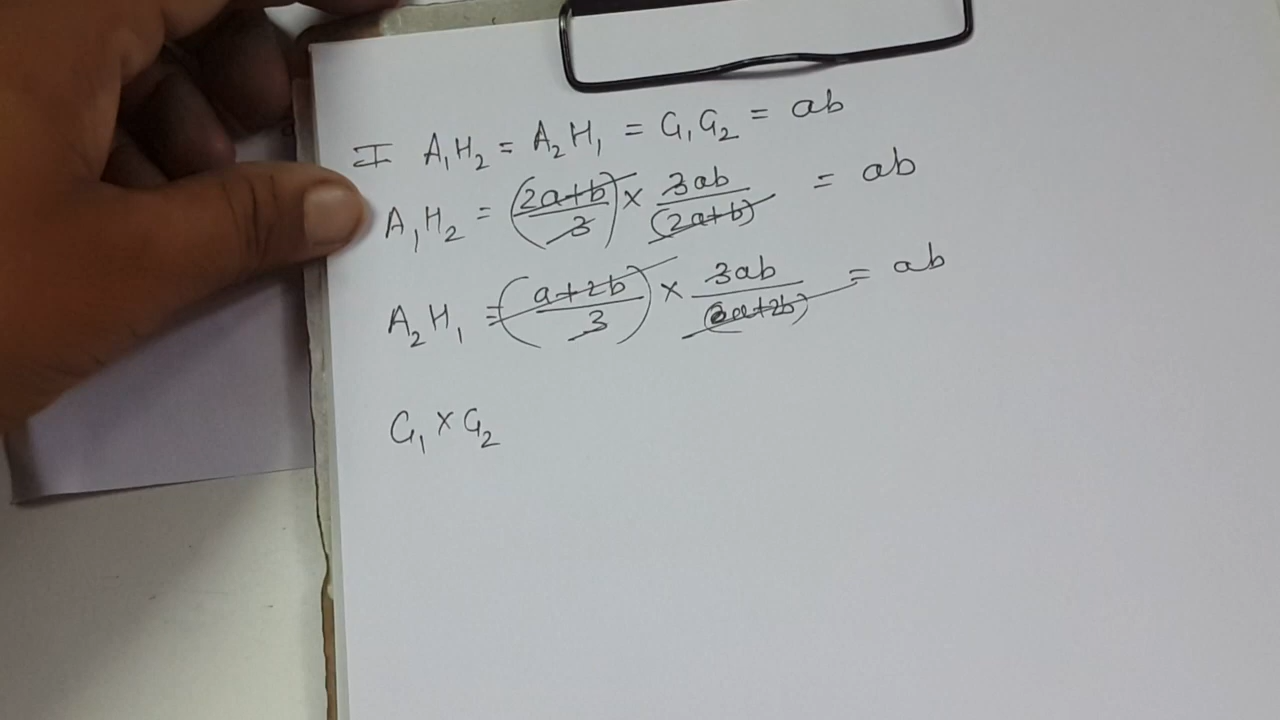 I A₁H₂ = A₂H₁ = G₁G₂ = ab
A₁H₂ = (2a+b/3) × 3ab/(2a+b) = ab
A₂H₁ = (a+2b/3) × 3ab/(a+2b) = ab
G₁ × G₂